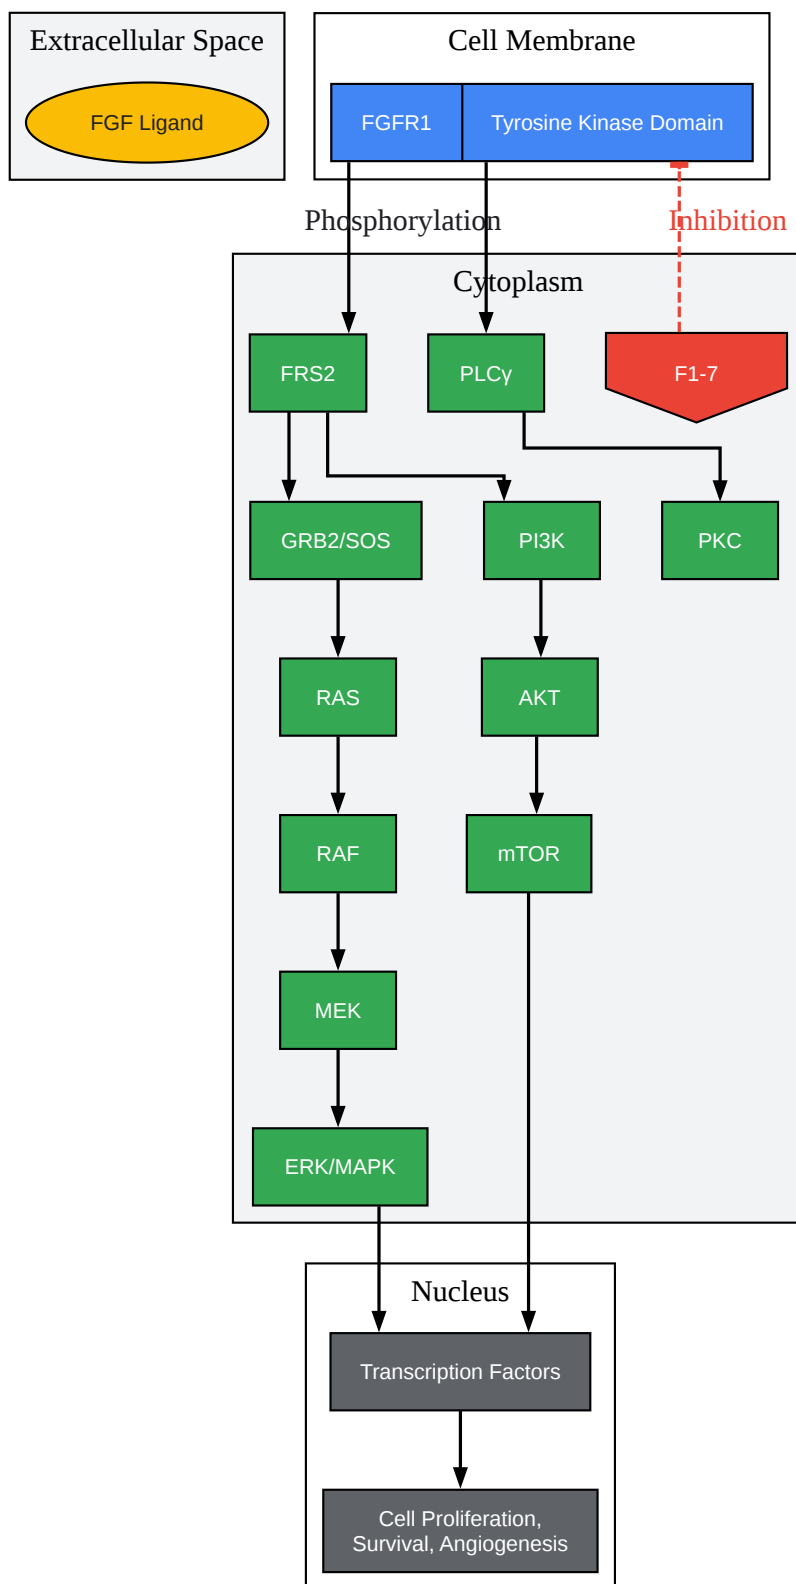 Extracellular Space
Cell Membrane
FGF Ligand
FGFR1
Tyrosine Kinase Domain
Phosphorylation
Inhibition
Cytoplasm
FRS2
PLCγ
F1-7
GRB2/SOS
PI3K
PKC
RAS
AKT
RAF
mTOR
MEK
ERK/MAPK
Nucleus
Transcription Factors
Cell Proliferation,
Survival, Angiogenesis